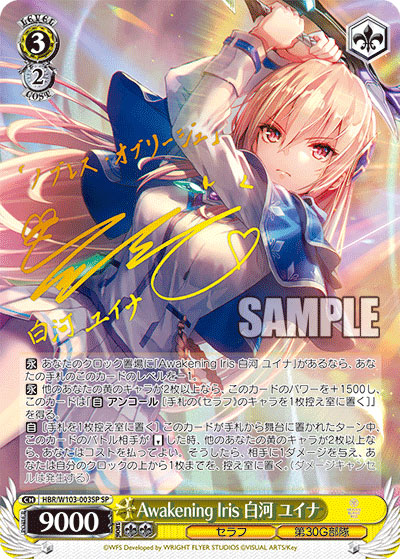 LEVEL
3
2
COST
「ノブレス・オブリージュ」
白河 ユイナ
SAMPLE
永 あなたのクロック置場に「Awakening Iris 白河 ユイナ」があるなら、あな
たの手札のこのカードのレベルを－1。
永 他のあなたの黄のキャラが2枚以上なら、このカードのパワーを＋1500し、
このカードは『自 アンコール ［手札の《セラフ》のキャラを1枚控え室に置く］』
を得る。
自 ［手札を1枚控え室に置く］ このカードが手札から舞台に置かれたターン中、
このカードのバトル相手が した時、他のあなたの黄のキャラが2枚以上な
ら、あなたはコストを払ってよい。そうしたら、相手に1ダメージを与え、あ
なたは自分のクロックの上から1枚までを、控え室に置く。（ダメージキャンセ
ルは発生する）
CH HBR/W103-003SP SP
Awakening Iris 白河 ユイナ
9000
セラフ
第30G部隊
©WFS Developed by WRIGHT FLYER STUDIOS ©VISUAL ARTS/Key